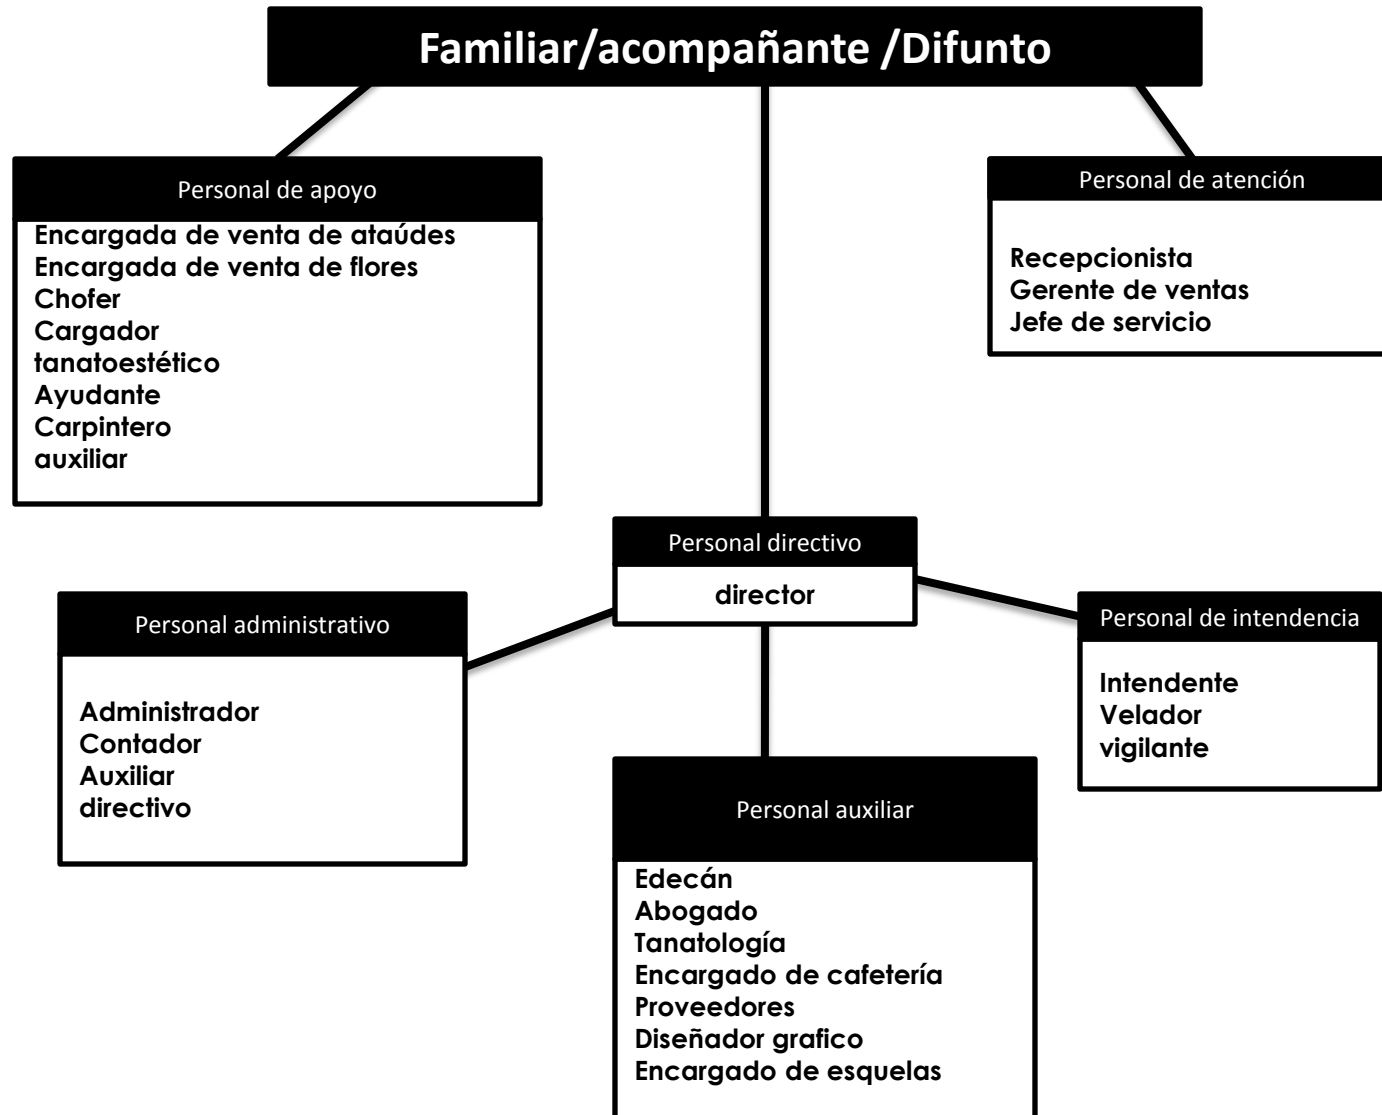 Familiar/acompañante /Difunto
Personal de apoyo
Encargada de venta de ataúdes
Encargada de venta de flores
Chofer
Cargador
tanatoestético
Ayudante
Carpintero
auxiliar
Personal de atención
Recepcionista
Gerente de ventas
Jefe de servicio
Personal directivo
director
Personal administrativo
Administrador
Contador
Auxiliar
directivo
Personal de intendencia
Intendente
Velador
vigilante
Personal auxiliar
Edecán
Abogado
Tanatología
Encargado de cafetería
Proveedores
Diseñador grafico
Encargado de esquelas